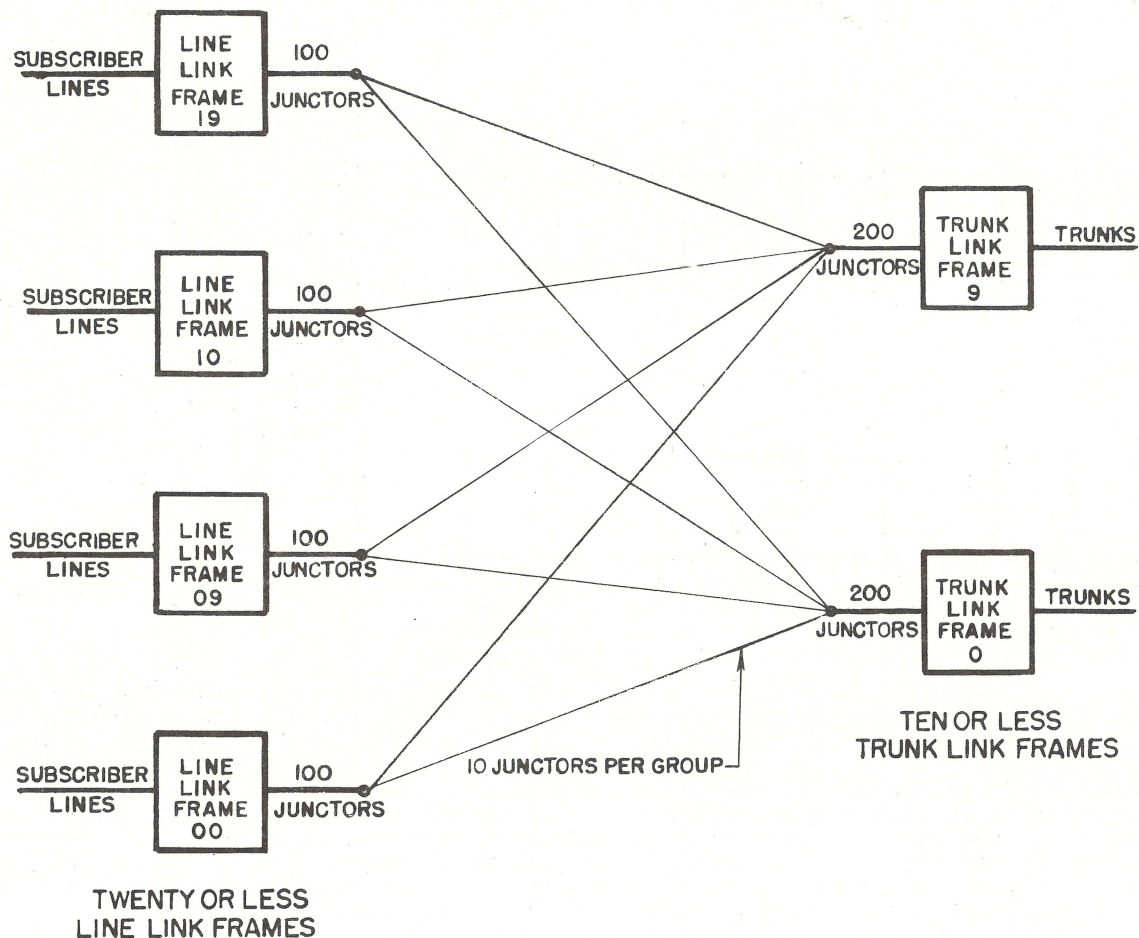 SUBSCRIBER
LINES
LINE
LINK
FRAME
19
100
JUNCTORS
SUBSCRIBER
LINES
LINE
LINK
FRAME
10
100
JUNCTORS
SUBSCRIBER
LINES
LINE
LINK
FRAME
09
100
JUNCTORS
SUBSCRIBER
LINES
LINE
LINK
FRAME
00
100
JUNCTORS
TWENTY OR LESS
LINE LINK FRAMES
200
JUNCTORS
TRUNK
LINK
FRAME
9
TRUNKS
200
JUNCTORS
TRUNK
LINK
FRAME
0
TRUNKS
10 JUNCTORS PER GROUP
TEN OR LESS
TRUNK LINK FRAMES